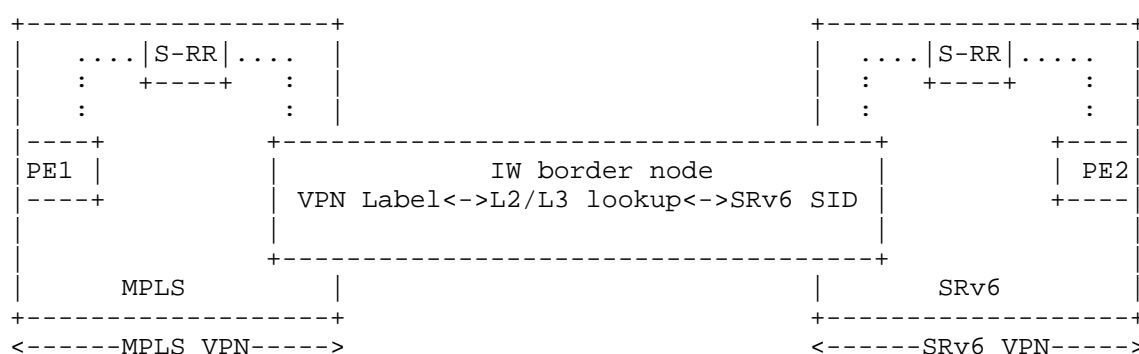 +-------------------+                              +-------------------+
|   ....|S-RR|....  |                              |  ....|S-RR|.....  |
|   :   +----+   :  |                              |  :   +----+    :  |
|   :            :  |                              |  :             :  |
|----+          +-------------------------------------+          +----|
|PE1 |          |             IW border node          |          | PE2|
|----+          | VPN Label<->L2/L3 lookup<->SRv6 SID |          +----|
|               |                                     |               |
|               +-------------------------------------+               |
|      MPLS         |                              |       SRv6        |
+-------------------+                              +-------------------+
<------MPLS VPN----->                              <------SRv6 VPN----->